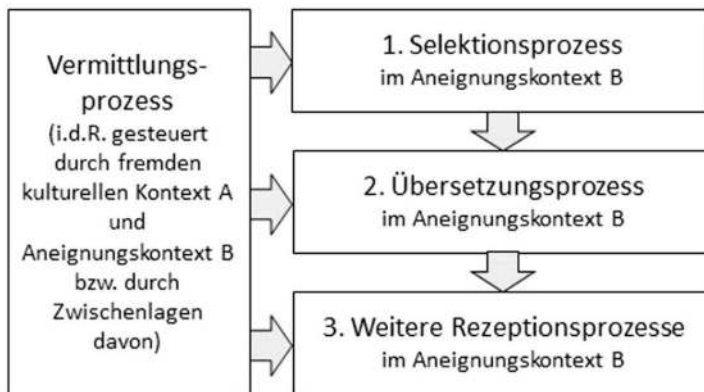 Vermittlungs-
prozess
(i.d.R. gesteuert
durch fremden
kulturellen Kontext A
und
Aneignungskontext B
bzw. durch
Zwischenlagen
davon)
1. Selektionsprozess
im Aneignungskontext B
2. Übersetzungsprozess
im Aneignungskontext B
3. Weitere Rezeptionsprozesse
im Aneignungskontext B